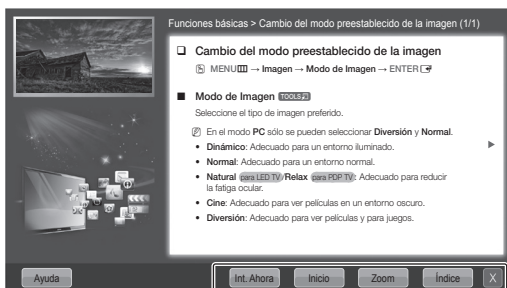 Funciones básicas > Cambio del modo preestablecido de la imagen (1/1)
Cambio del modo preestablecido de la imagen
MENU → Imagen → Modo de Imagen → ENTER
Modo de Imagen TOOLS
Seleccione el tipo de imagen preferido.
En el modo PC sólo se pueden seleccionar Diversión y Normal.
• Dinámico: Adecuado para un entorno iluminado.
• Normal: Adecuado para un entorno normal.
• Natural para LED TV /Relax para PDP TV: Adecuado para reducir
la fatiga ocular.
• Cine: Adecuado para ver películas en un entorno oscuro.
• Diversión: Adecuado para ver películas y para juegos.
Ayuda Int. Ahora Inicio Zoom Índice X